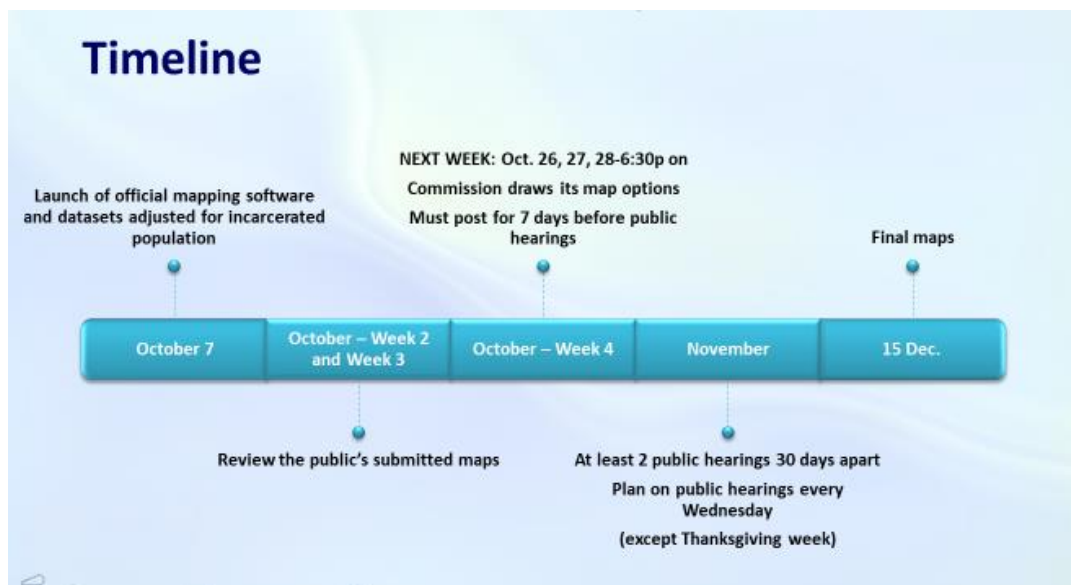 Timeline
Launch of official mapping software
and datasets adjusted for incarcerated
population
NEXT WEEK: Oct. 26, 27, 28-6:30p on
Commission draws its map options
Must post for 7 days before public
hearings
Final maps
October 7
October – Week 2
and Week 3
October – Week 4
November
15 Dec.
Review the public's submitted maps
At least 2 public hearings 30 days apart
Plan on public hearings every
Wednesday
(except Thanksgiving week)